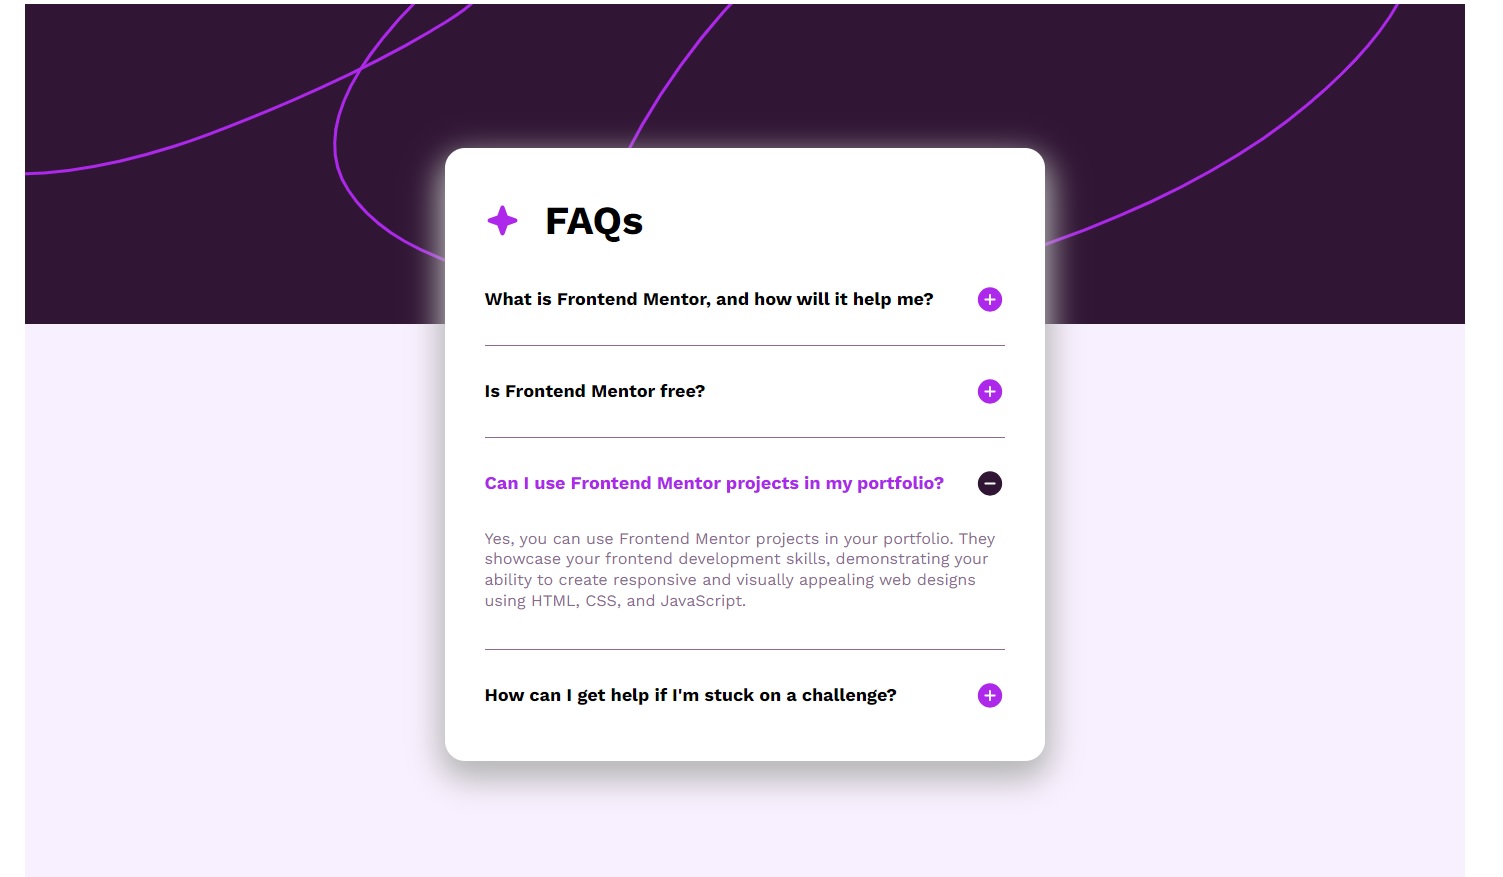 FAQs
What is Frontend Mentor, and how will it help me?
Is Frontend Mentor free?
Can I use Frontend Mentor projects in my portfolio?
Yes, you can use Frontend Mentor projects in your portfolio. They
showcase your frontend development skills, demonstrating your
ability to create responsive and visually appealing web designs
using HTML, CSS, and JavaScript.
How can I get help if I'm stuck on a challenge?